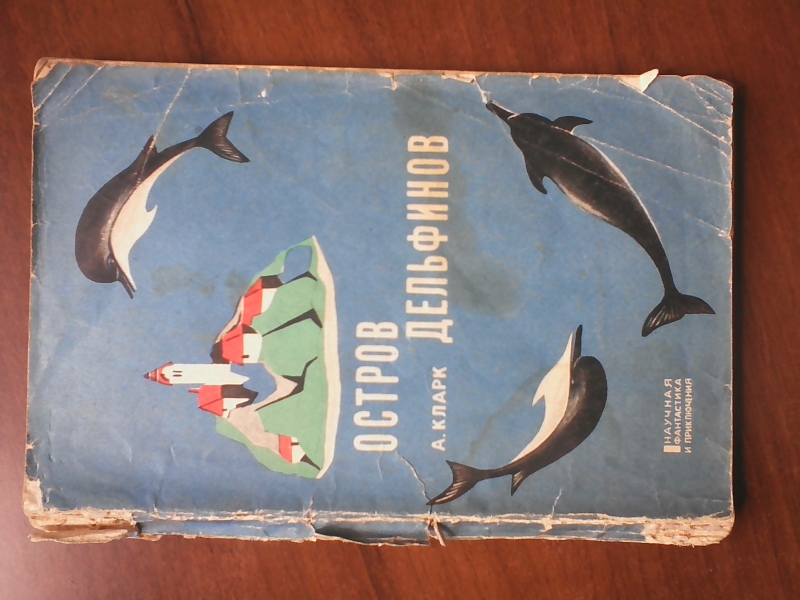 ОСТРОВ
ДЕЛЬФИНОВ
А. КЛАРК
НАУЧНАЯ
ФАНТАСТИКА
И ПРИКЛЮЧЕНИЯ